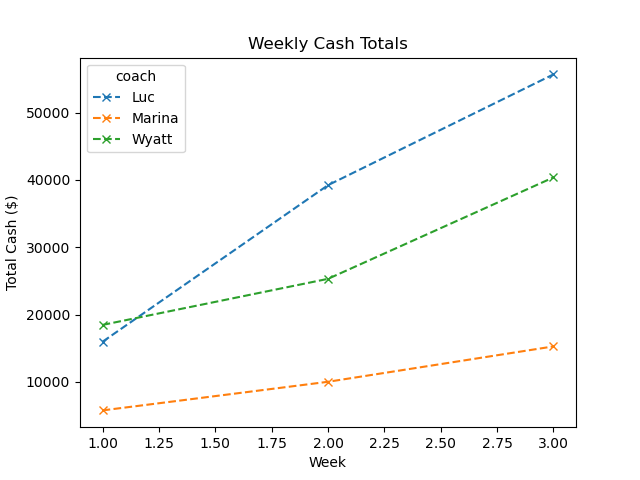 Weekly Cash Totals
coach
Luc
Marina
Wyatt
Total Cash ($)
50000
40000
30000
20000
10000
1.00 1.25 1.50 1.75 2.00 2.25 2.50 2.75 3.00
Week